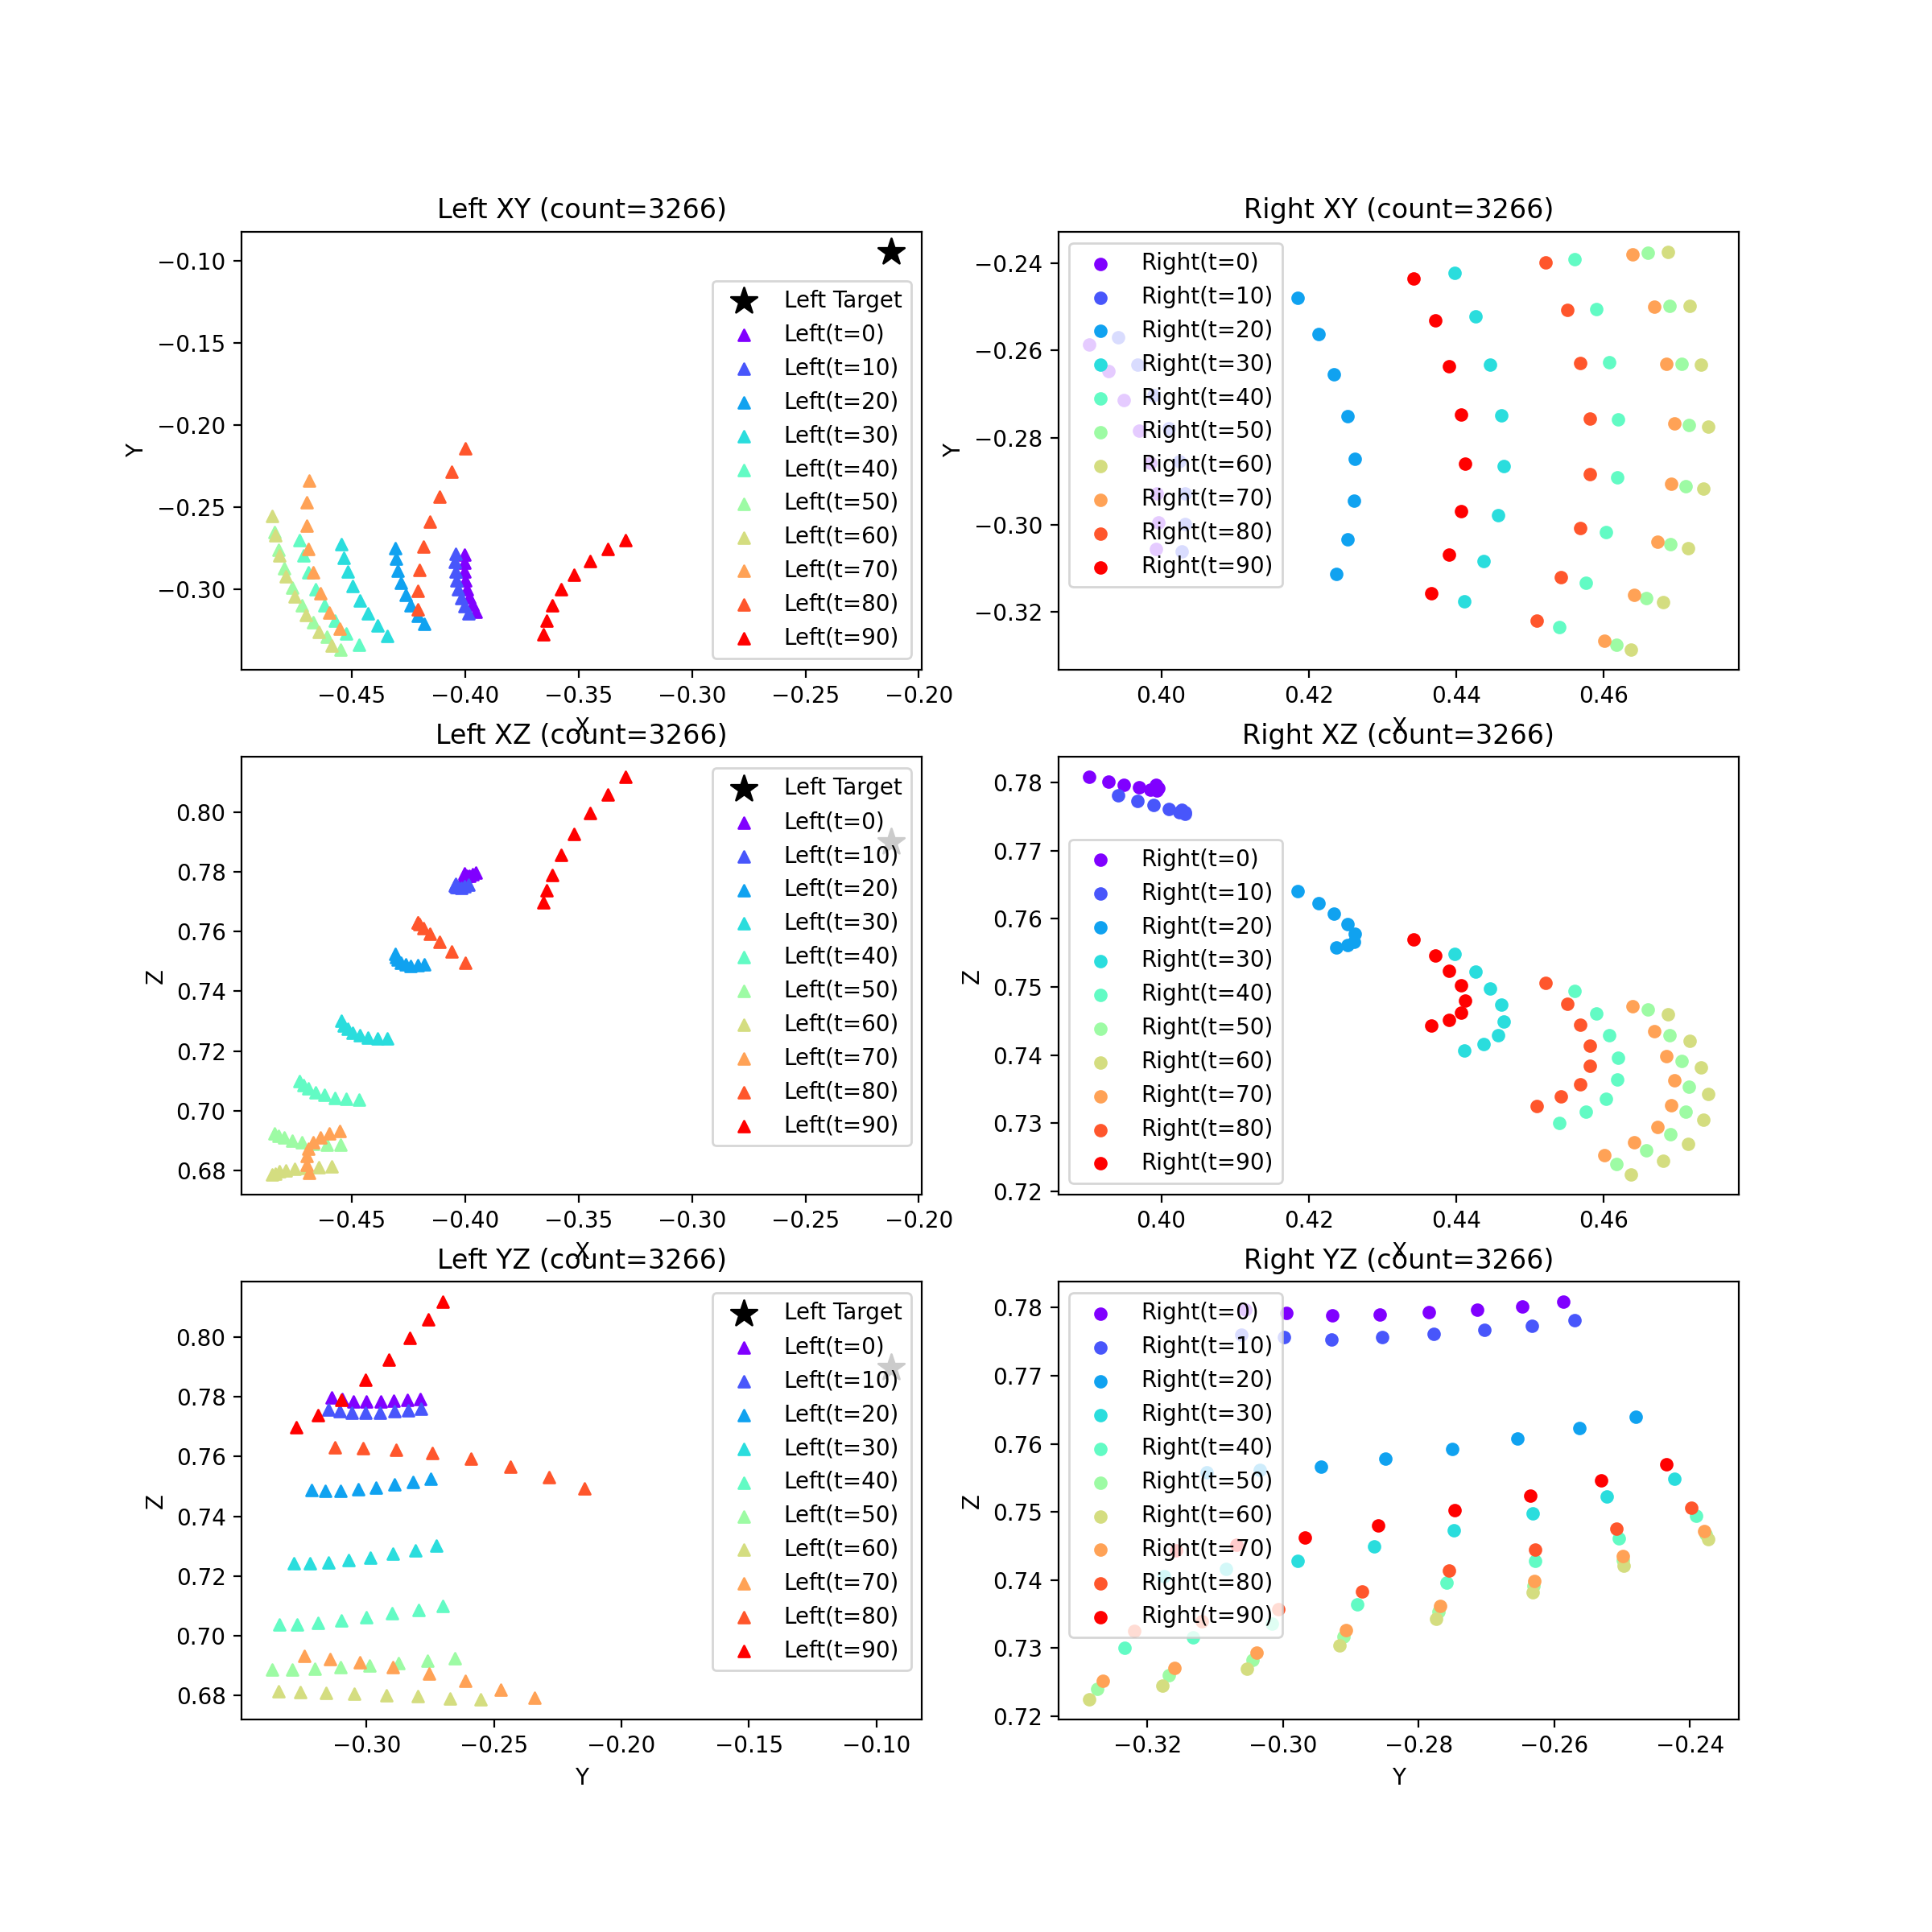 Left XY (count=3266)
−0.10
−0.15
−0.20
−0.25
−0.30
Y
Left Target
Left(t=0)
Left(t=10)
Left(t=20)
Left(t=30)
Left(t=40)
Left(t=50)
Left(t=60)
Left(t=70)
Left(t=80)
Left(t=90)
−0.45
−0.40
−0.35
−0.30
−0.25
−0.20
X
Right XY (count=3266)
−0.24
−0.26
−0.28
−0.30
−0.32
Y
Right(t=0)
Right(t=10)
Right(t=20)
Right(t=30)
Right(t=40)
Right(t=50)
Right(t=60)
Right(t=70)
Right(t=80)
Right(t=90)
0.40
0.42
0.44
0.46
X
Left XZ (count=3266)
0.80
0.78
0.76
0.74
0.72
0.70
0.68
Z
Left Target
Left(t=0)
Left(t=10)
Left(t=20)
Left(t=30)
Left(t=40)
Left(t=50)
Left(t=60)
Left(t=70)
Left(t=80)
Left(t=90)
−0.45
−0.40
−0.35
−0.30
−0.25
−0.20
X
Right XZ (count=3266)
0.78
0.77
0.76
0.75
0.74
0.73
0.72
Z
Right(t=0)
Right(t=10)
Right(t=20)
Right(t=30)
Right(t=40)
Right(t=50)
Right(t=60)
Right(t=70)
Right(t=80)
Right(t=90)
0.40
0.42
0.44
0.46
X
Left YZ (count=3266)
0.80
0.78
0.76
0.74
0.72
0.70
0.68
Z
Left Target
Left(t=0)
Left(t=10)
Left(t=20)
Left(t=30)
Left(t=40)
Left(t=50)
Left(t=60)
Left(t=70)
Left(t=80)
Left(t=90)
−0.30
−0.25
−0.20
−0.15
−0.10
Y
Right YZ (count=3266)
0.78
0.77
0.76
0.75
0.74
0.73
0.72
Z
Right(t=0)
Right(t=10)
Right(t=20)
Right(t=30)
Right(t=40)
Right(t=50)
Right(t=60)
Right(t=70)
Right(t=80)
Right(t=90)
−0.32
−0.30
−0.28
−0.26
−0.24
Y